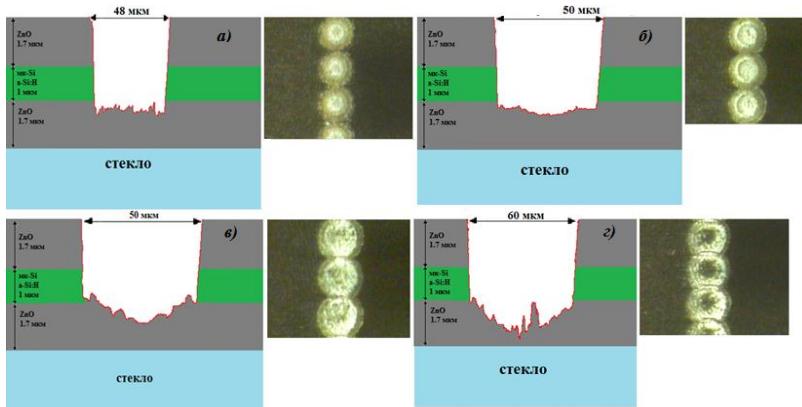 48 мкм
а)
ZnO
1.7 мкм
мк-Si
a-Si:H
1 мкм
ZnO
1.7 мкм
стекло
50 мкм
б)
ZnO
1.7 мкм
мк-Si
a-Si:H
1 мкм
ZnO
1.7 мкм
стекло
50 мкм
в)
ZnO
1.7 мкм
мк-Si
a-Si:H
1 мкм
ZnO
1.7 мкм
стекло
60 мкм
г)
ZnO
1.7 мкм
мк-Si
a-Si:H
1 мкм
ZnO
1.7 мкм
стекло